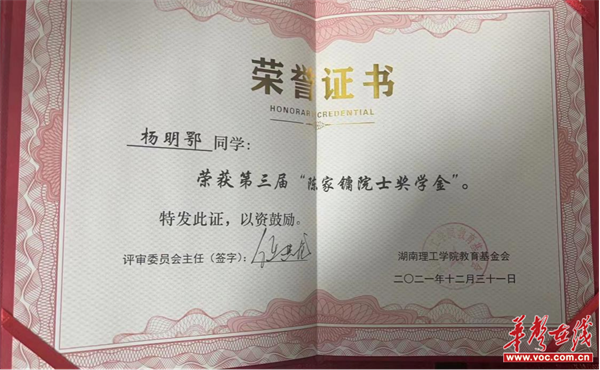 荣誉证书
HONORARY CREDENTIAL
杨明鄂 同学：
荣获第三届“陈家镛院士奖学金”。
特发此证，以资鼓励。
评审委员会主任（签字）：
湖南理工学院教育基金会
二〇二一年十二月三十一日
华声在线
www.voc.com.cn